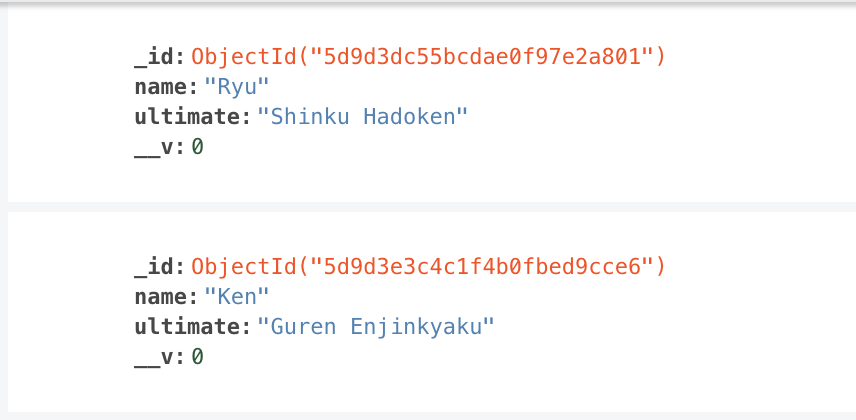 _id: ObjectId("5d9d3dc55bcdae0f97e2a801")
name: "Ryu"
ultimate: "Shinku Hadoken"
__v: 0
_id: ObjectId("5d9d3e3c4c1f4b0fbed9cce6")
name: "Ken"
ultimate: "Guren Enjinkyaku"
__v: 0